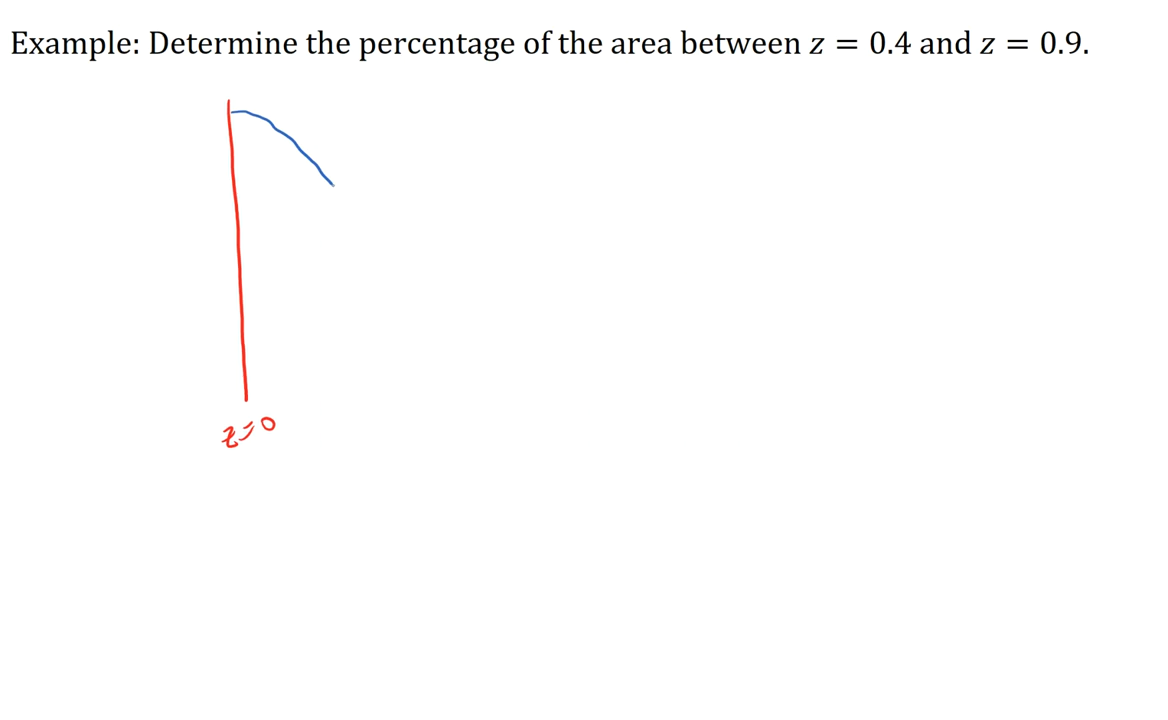 Example: Determine the percentage of the area between z = 0.4 and z = 0.9.
z=0